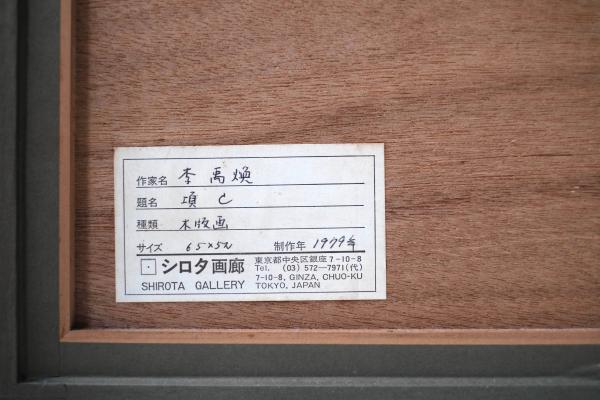 作家名 李禹煥
題名 項 C
種類 木版画
サイズ 65×52 制作年 1979年
シロタ画廊
SHIROTA GALLERY
東京都中央区銀座7-10-8
Tel. (03) 572-7971(代)
7-10-8, GINZA, CHUO-KU
TOKYO, JAPAN